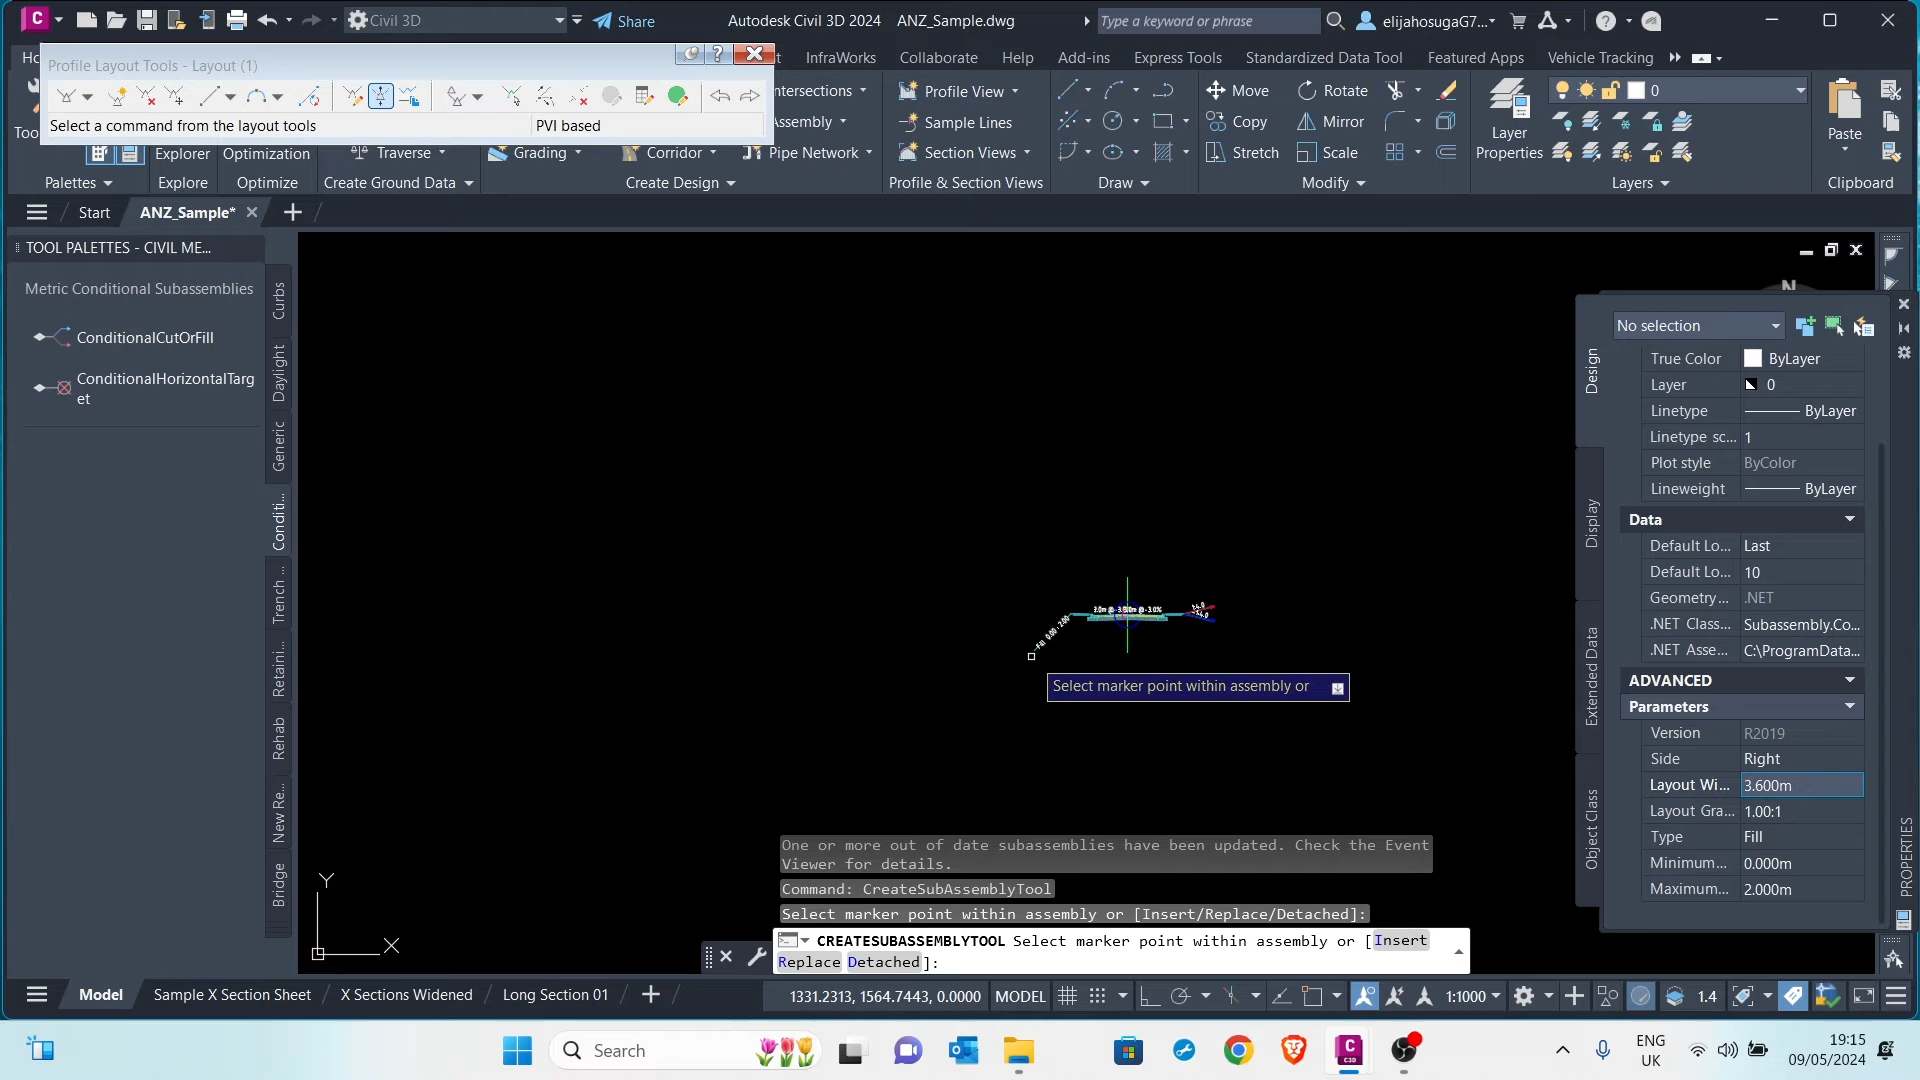 Civil 3D
Share
Autodesk Civil 3D 2024 ANZ_Sample.dwg
Type a keyword or phrase
elijahosugaG7...
Profile Layout Tools - Layout (1)
InfraWorks
Collaborate
Help
Add-ins
Express Tools
Standardized Data Tool
Featured Apps
Vehicle Tracking
Select a command from the layout tools
PVI based
ntersections
Assembly
Profile View
Sample Lines
Section Views
Move
Rotate
Copy
Mirror
Stretch
Scale
Layer
Properties
0
Paste
Explorer
Optimization
Traverse
Grading
Corridor
Pipe Network
Palettes
Explore
Optimize
Create Ground Data
Create Design
Profile & Section Views
Draw
Modify
Layers
Clipboard
Start
ANZ_Sample*
TOOL PALETTES - CIVIL ME...
Metric Conditional Subassemblies
ConditionalCutOrFill
ConditionalHorizontalTarg
et
Curbs
Daylight
Generic
Conditi...
Trench ...
Retaini...
Rehab
New Re...
Bridge
N
No selection
True Color ByLayer
Layer 0
Linetype ByLayer
Linetype sc... 1
Plot style ByColor
Lineweight ByLayer
Data
Default Lo... Last
Default Lo... 10
Geometry ... .NET
.NET Class... Subassembly.Co...
.NET Asse... C:\ProgramData...
ADVANCED
Parameters
Version R2019
Side Right
Layout Wi... 3.600m
Layout Gra... 1.00:1
Type Fill
Minimum... 0.000m
Maximum... 2.000m
Design
Display
Extended Data
Object Class
PROPERTIES
Select marker point within assembly or
Y
X
One or more out of date subassemblies have been updated. Check the Event
Viewer for details.
Command: CreateSubAssemblyTool
Select marker point within assembly or [Insert/Replace/Detached]:
CREATESUBASSEMBLYTOOL Select marker point within assembly or [Insert
Replace Detached]:
Model
Sample X Section Sheet
X Sections Widened
Long Section 01
1331.2313, 1564.7443, 0.0000
MODEL
1:1000
1.4
Search
ENG
UK
19:15
09/05/2024